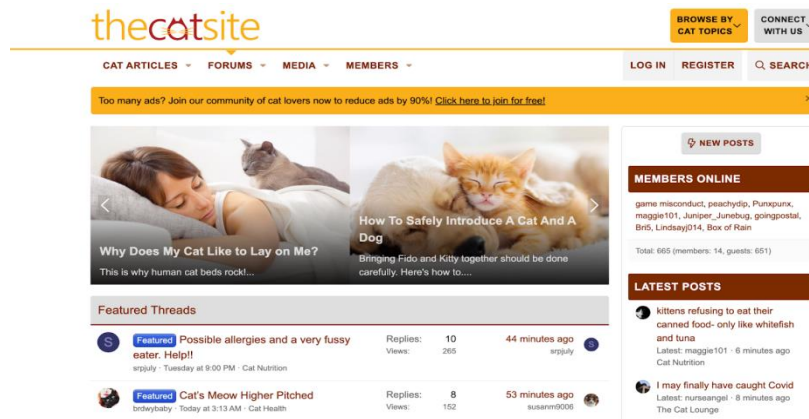 thecatsite
BROWSE BY
CAT TOPICS
CONNECT
WITH US
CAT ARTICLES
FORUMS
MEDIA
MEMBERS
LOG IN
REGISTER
SEARCH
Too many ads? Join our community of cat lovers now to reduce ads by 90%! Click here to join for free!
Why Does My Cat Like to Lay on Me?
This is why human cat beds rock!...
How To Safely Introduce A Cat And A
Dog
Bringing Fido and Kitty together should be done
carefully. Here's how to....
NEW POSTS
MEMBERS ONLINE
game misconduct, peachydip, Punxpunx,
maggie101, Juniper_Junebug, goingpostal,
Bri5, Lindsayj014, Box of Rain
Total: 665 (members: 14, guests: 651)
Featured Threads
S
Featured Possible allergies and a very fussy
eater. Help!!
srpjuly · Tuesday at 9:00 PM · Cat Nutrition
Replies: 10
Views: 265
44 minutes ago
srpjuly
S
Featured Cat's Meow Higher Pitched
brdwybaby · Today at 3:13 AM · Cat Health
Replies: 8
Views: 152
53 minutes ago
susanm9006
LATEST POSTS
kittens refusing to eat their
canned food- only like whitefish
and tuna
Latest: maggie101 · 6 minutes ago
Cat Nutrition
I may finally have caught Covid
Latest: nurseangel · 8 minutes ago
The Cat Lounge